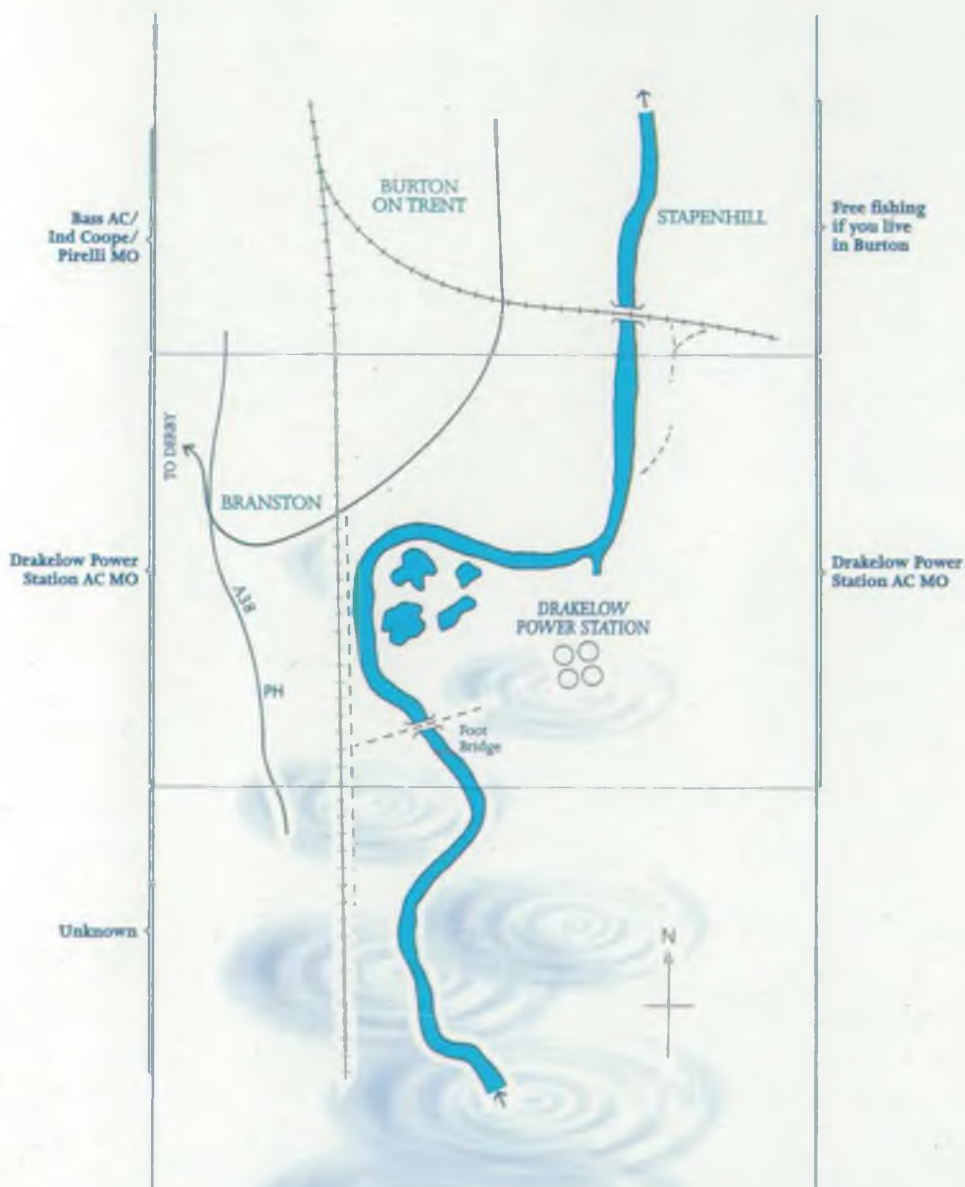 BURTON
ON TRENT
STAPENHILL
Bass AC/
Ind Coope/
Pirelli MO
Free fishing
if you live
in Burton
TO DERBY
BRANSTON
Drakelow Power
Station AC MO
A38
DRAKELOW
POWER STATION
Drakelow Power
Station AC MO
PH
Foot
Bridge
Unknown
N